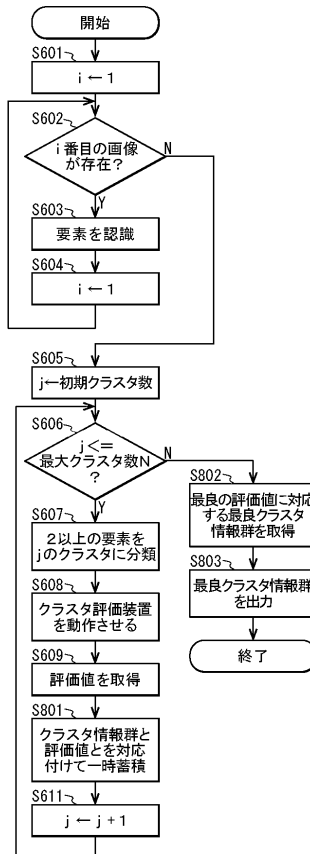 開始
S601
i ← 1
S602
i 番目の画像
が存在?
N
Y
S603
要素を認識
S604
i ← 1
S605
j←初期クラスタ数
S606
j <=
最大クラスタ数N
?
N
Y
S607
2以上の要素を
jのクラスタに分類
S608
クラスタ評価装置
を動作させる
S609
評価値を取得
S801
クラスタ情報群と
評価値とを対応
付けて一時蓄積
S611
j ← j + 1
S802
最良の評価値に対応
する最良クラスタ
情報群を取得
S803
最良クラスタ情報群
を出力
終了